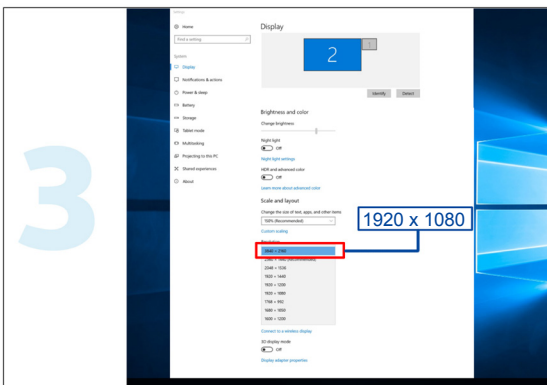 3
Home
Display
Find a setting
2
1
System
Display
Notifications & actions
Power & sleep
Identify
Detect
Battery
Brightness and color
Storage
Change brightness
Tablet mode
Multitasking
Night light
Off
Projecting to this PC
Night light settings
Shared experiences
HDR and advanced color
Off
About
Learn more about advanced color
Scale and layout
Change the size of text, apps, and other items
100% (Recommended)
1920 x 1080
Custom scaling
2048 × 1536
1920 × 1440
1920 × 1200
1920 × 1080
1768 × 992
1680 × 1050
1600 × 1200
Connect to a wireless display
3D display mode
Off
Display adapter properties